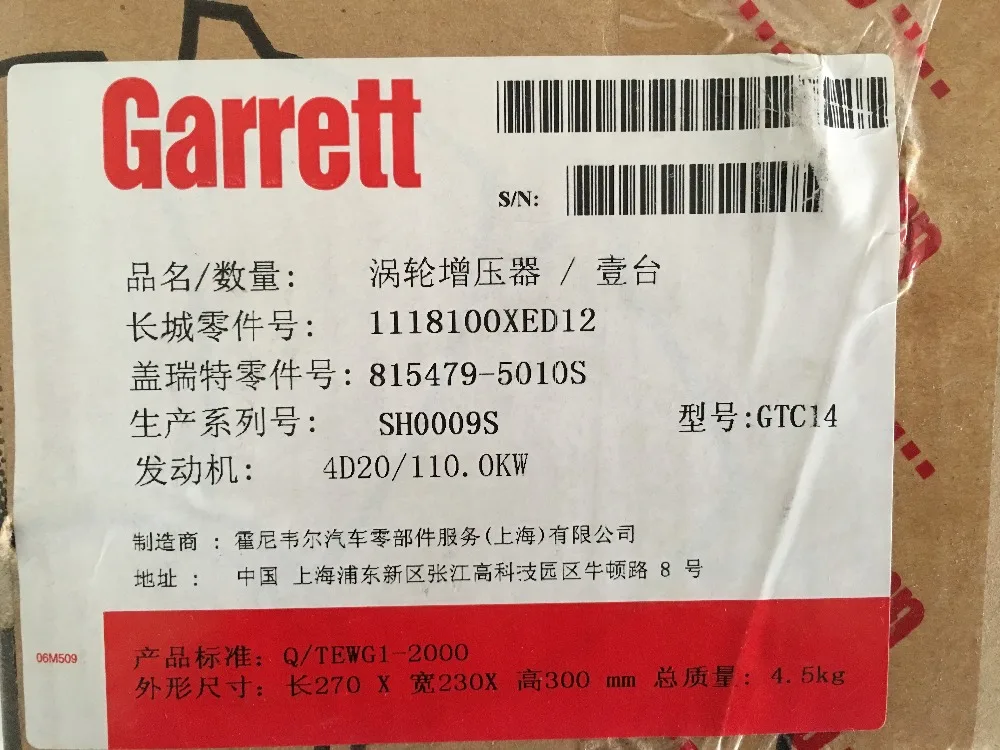 Garrett
S/N:
品名/数量: 涡轮增压器 / 壹台
长城零件号: 1118100XED12
盖瑞特零件号: 815479-5010S
生产系列号: SH0009S 型号:GTC14
发动机: 4D20/110.0KW
制造商 : 霍尼韦尔汽车零部件服务(上海)有限公司
地址 : 中国 上海浦东新区张江高科技园区牛顿路 8 号
06M509
产品标准: Q/TEWG1-2000
外形尺寸: 长270 X 宽230X 高300 mm 总质量: 4.5kg